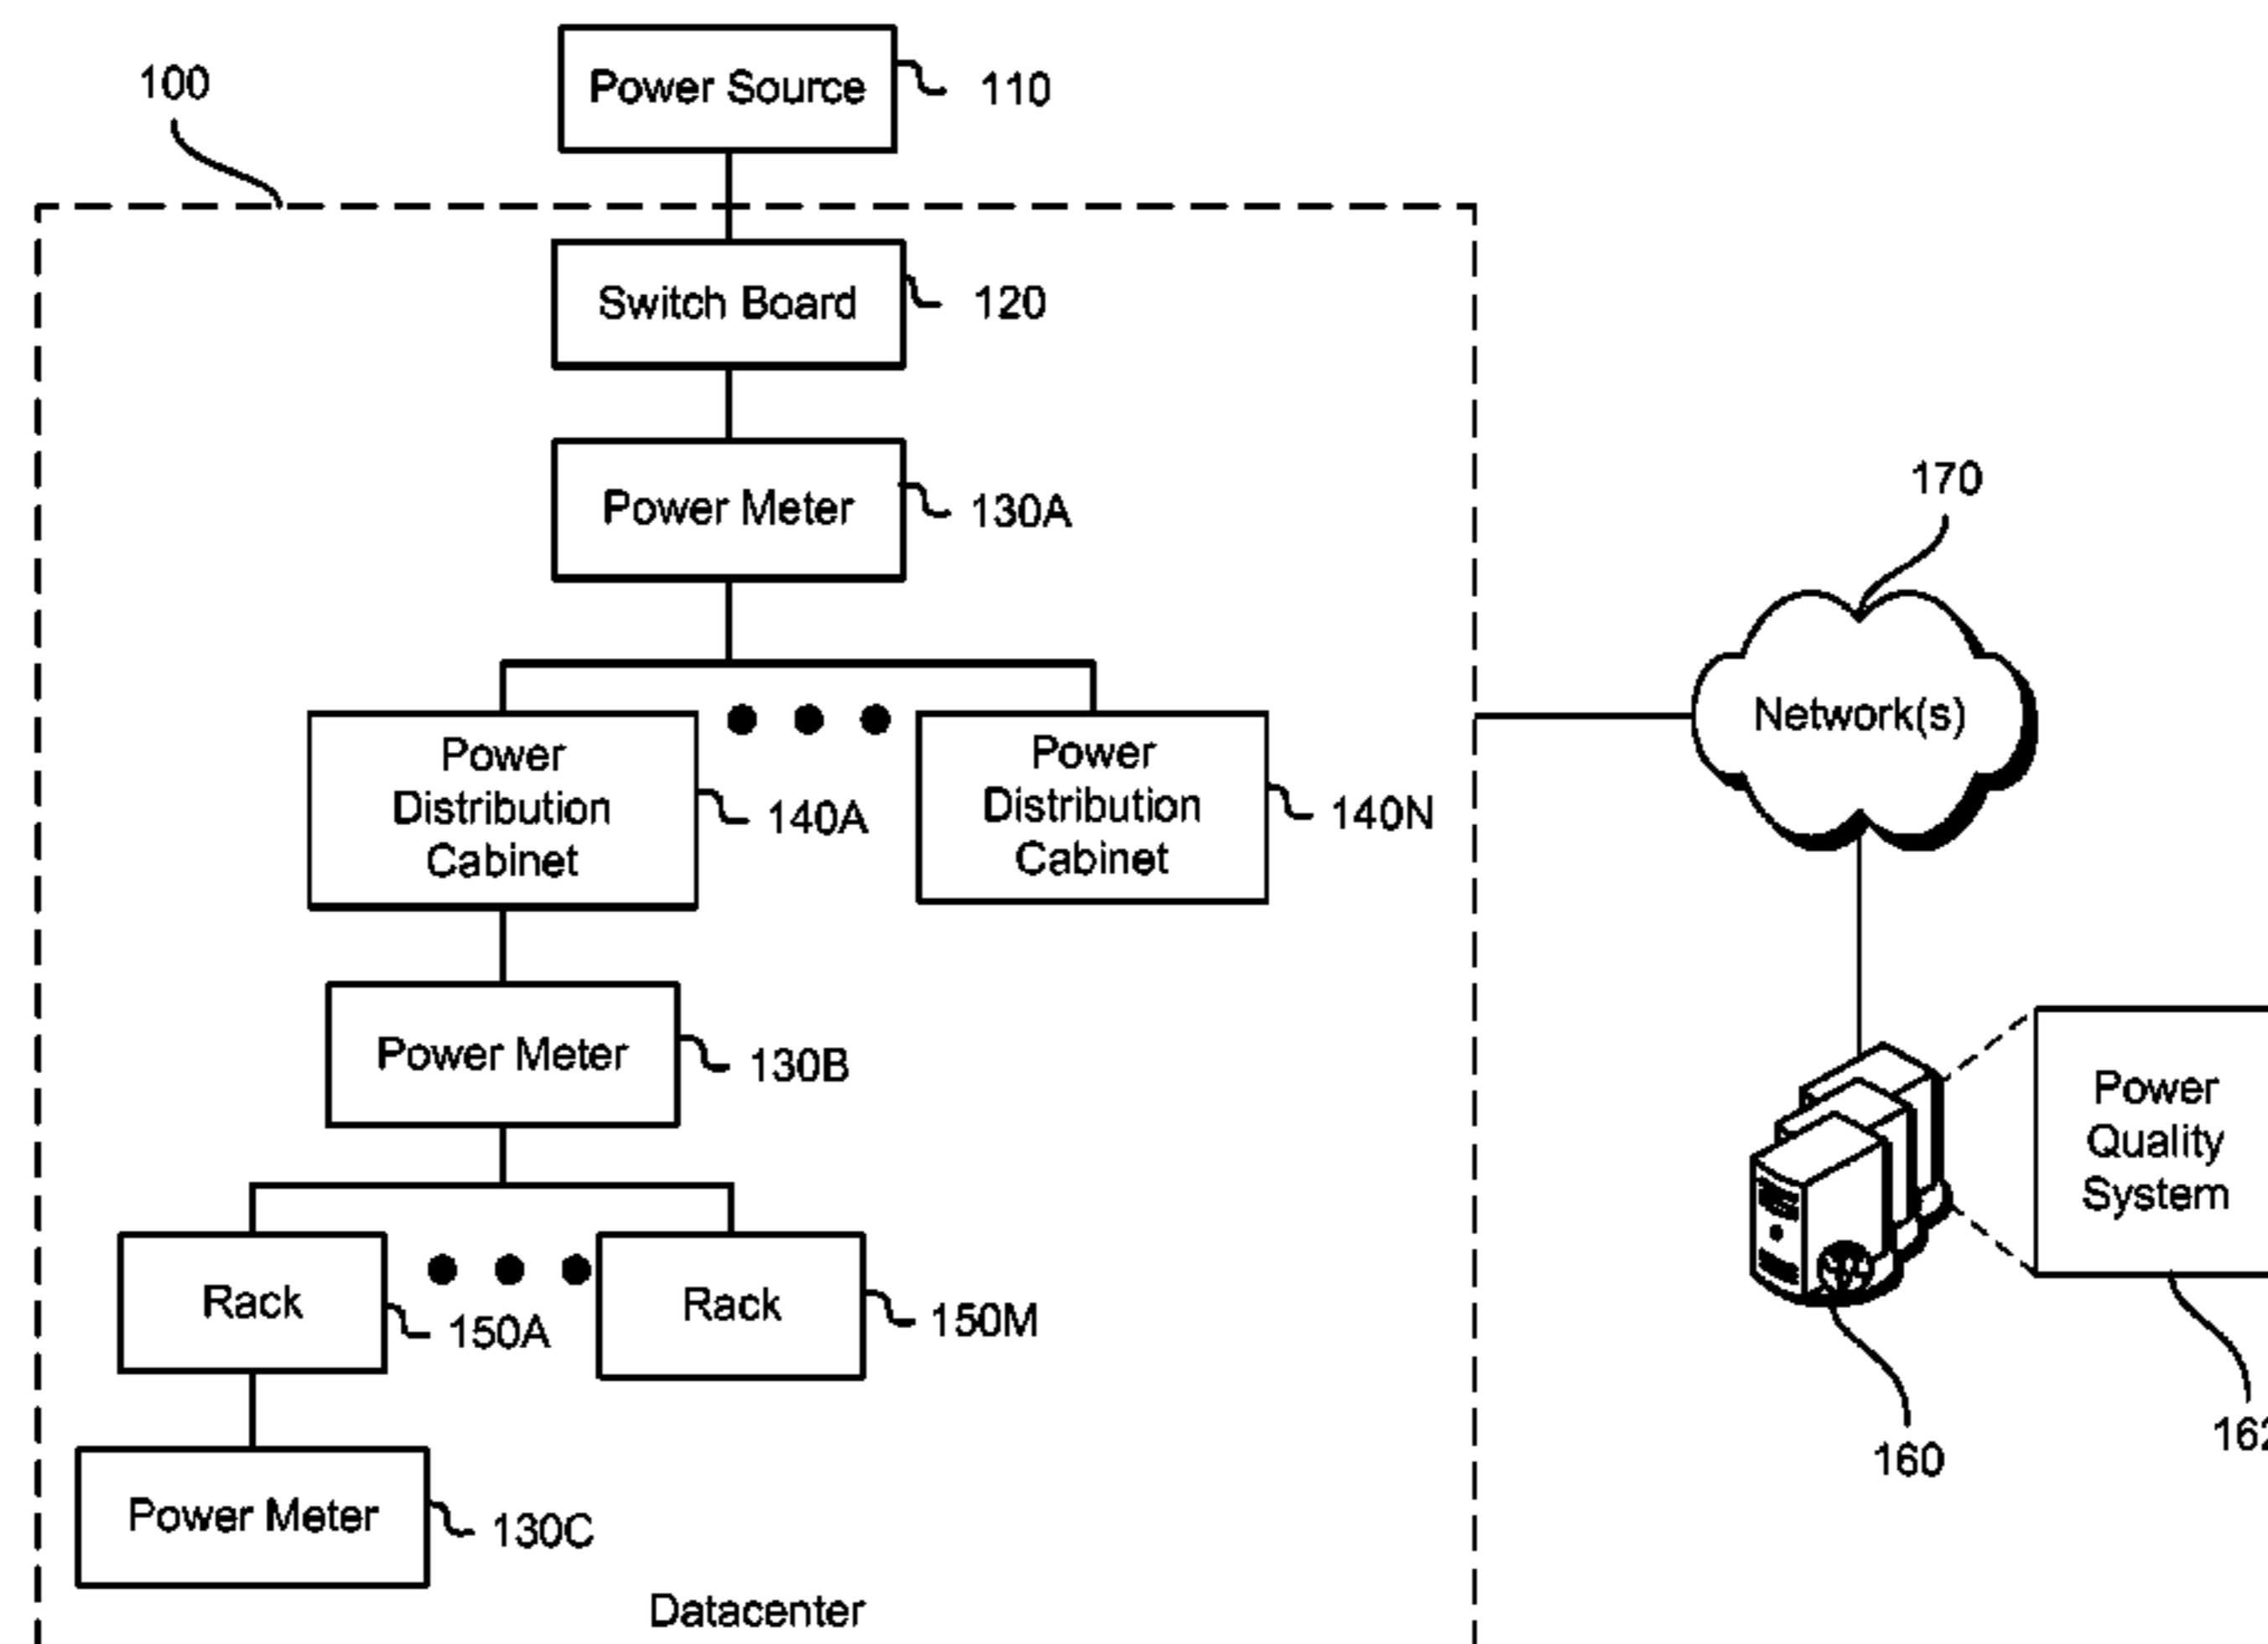 100
Power Source
110
Switch Board
120
Power Meter
130A
170
Network(s)
Power
Distribution
Cabinet
140A
Power
Distribution
Cabinet
140N
Power Meter
130B
Power
Quality
System
Rack
150A
Rack
150M
160
162
Power Meter
130C
Datacenter